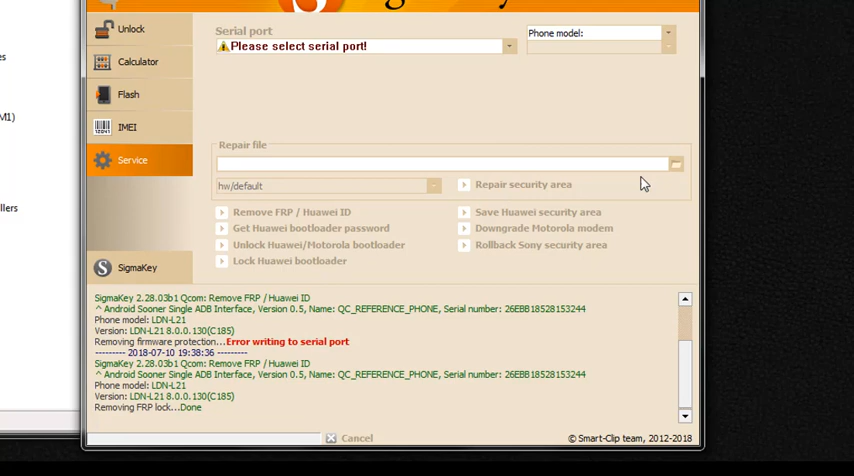 Serial port
Please select serial port!
Phone model:
Unlock
Calculator
Flash
IMEI
Service
SigmaKey
M1)
llers
Repair file
hw/default
Repair security area
Remove FRP / Huawei ID
Save Huawei security area
Get Huawei bootloader password
Downgrade Motorola modem
Unlock Huawei/Motorola bootloader
Rollback Sony security area
Lock Huawei bootloader
SigmaKey 2.28.03b1 Qcom: Remove FRP / Huawei ID
^ Android Sooner Single ADB Interface, Version 0.5, Name: QC_REFERENCE_PHONE, Serial number: 26EBB18528153244
Phone model: LDN-L21
Version: LDN-L21 8.0.0.130(C185)
Removing firmware protection...Error writing to serial port
--------- 2018-07-10 19:38:36 ---------
SigmaKey 2.28.03b1 Qcom: Remove FRP / Huawei ID
^ Android Sooner Single ADB Interface, Version 0.5, Name: QC_REFERENCE_PHONE, Serial number: 26EBB18528153244
Phone model: LDN-L21
Version: LDN-L21 8.0.0.130(C185)
Removing FRP lock...Done
Cancel
© Smart-Clip team, 2012-2018